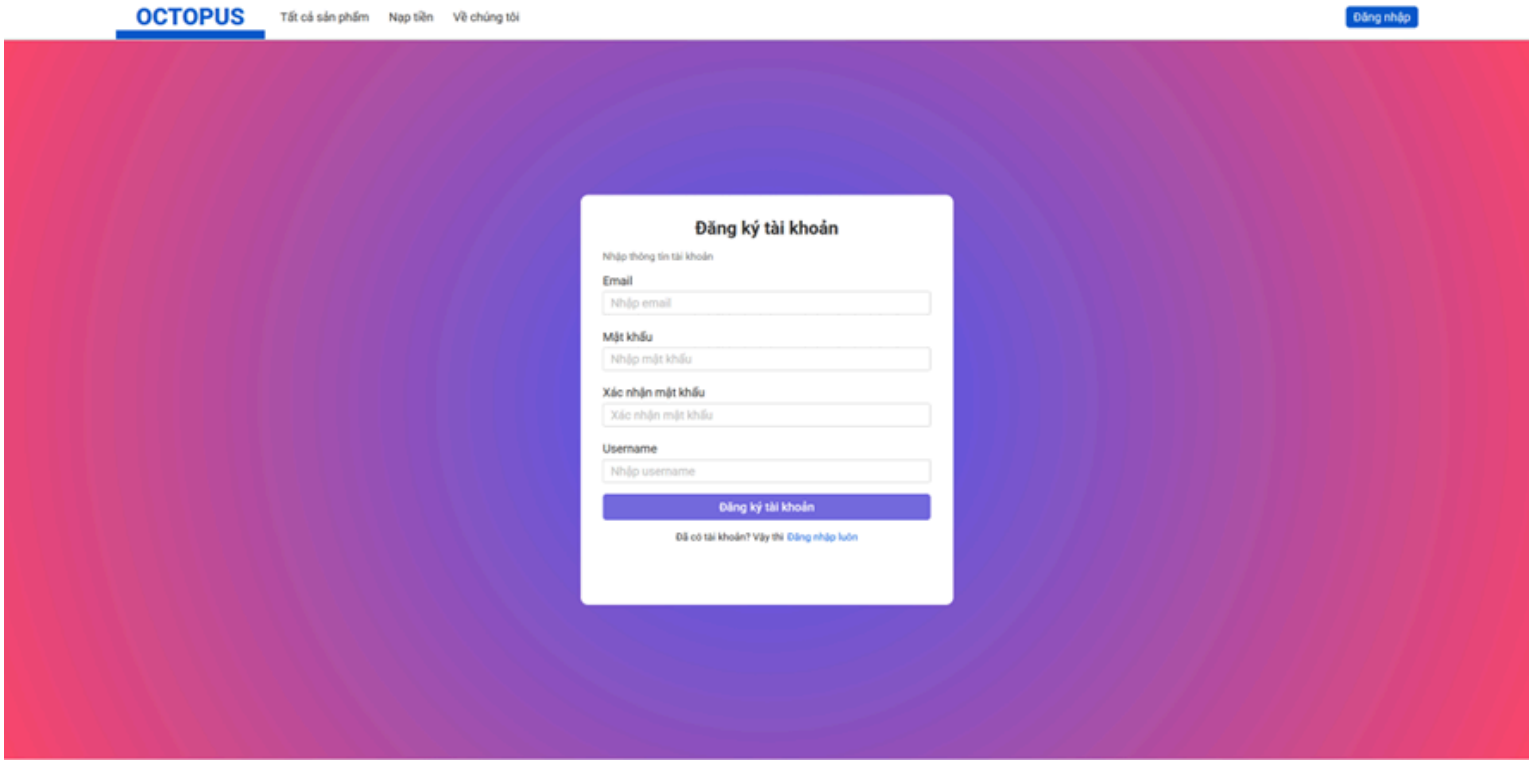 OCTOPUS Tất cả sản phẩm Nạp tiền Về chúng tôi Đăng nhập
Đăng ký tài khoản
Nhập thông tin tài khoản
Email
Nhập email
Mật khẩu
Nhập mật khẩu
Xác nhận mật khẩu
Xác nhận mật khẩu
Username
Nhập username
Đăng ký tài khoản
Đã có tài khoản? Vậy thì Đăng nhập luôn